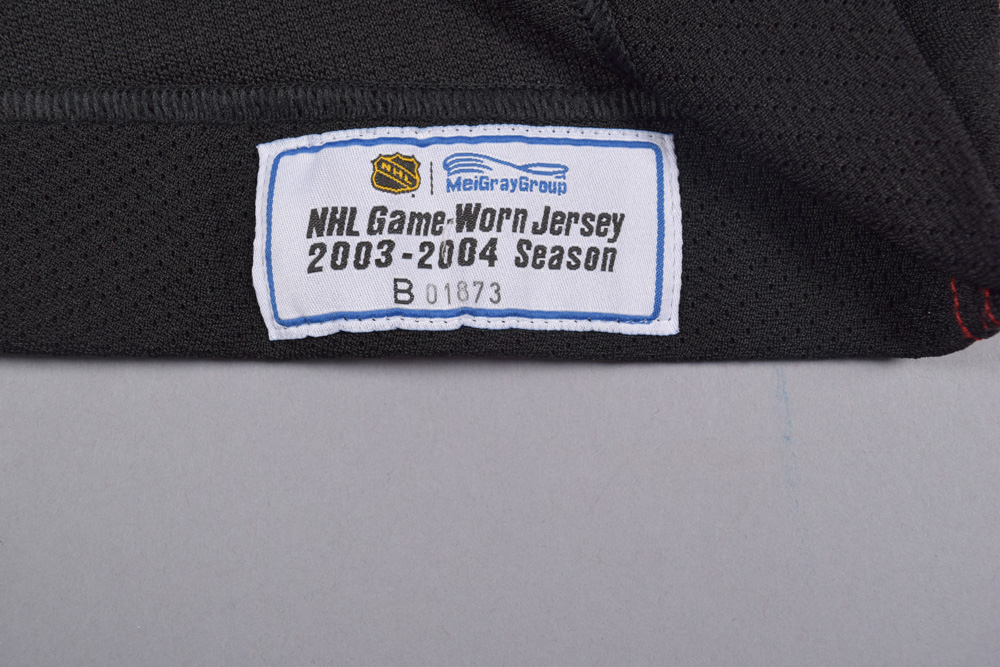 NHL
MeiGrayGroup
NHL Game-Worn Jersey
2003-2004 Season
B 01873